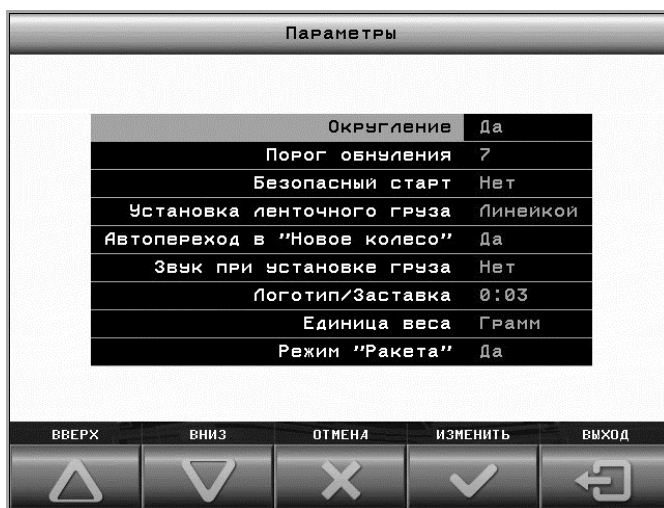 Параметры
Округление Да
Порог обнуления 7
Безопасный старт Нет
Установка ленточного груза Линейкой
Автопереход в "Новое колесо" Да
Звук при установке груза Нет
Логотип/Заставка 0:03
Единица веса Грамм
Режим "Ракета" Да
ВВЕРХ ВНИЗ ОТМЕНА ИЗМЕНИТЬ ВЫХОД